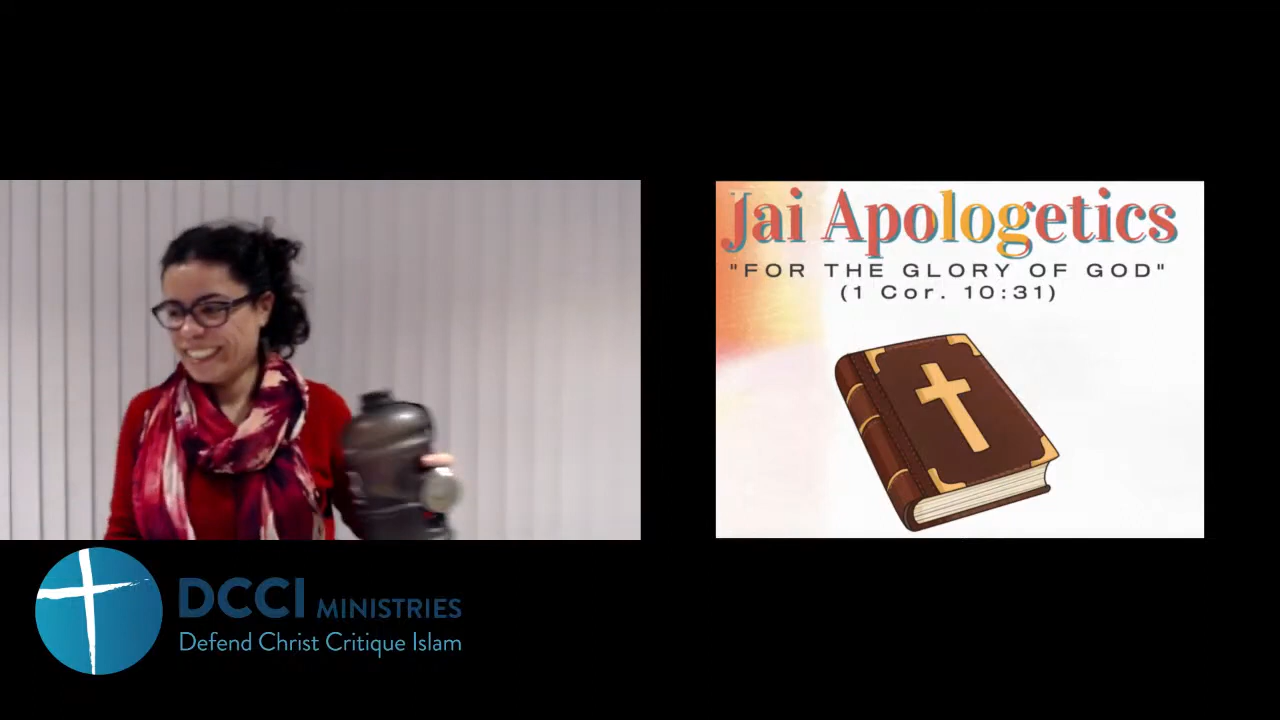 Jai Apologetics
"FOR THE GLORY OF GOD"
(1 Cor. 10:31)
DCCI MINISTRIES
Defend Christ Critique Islam